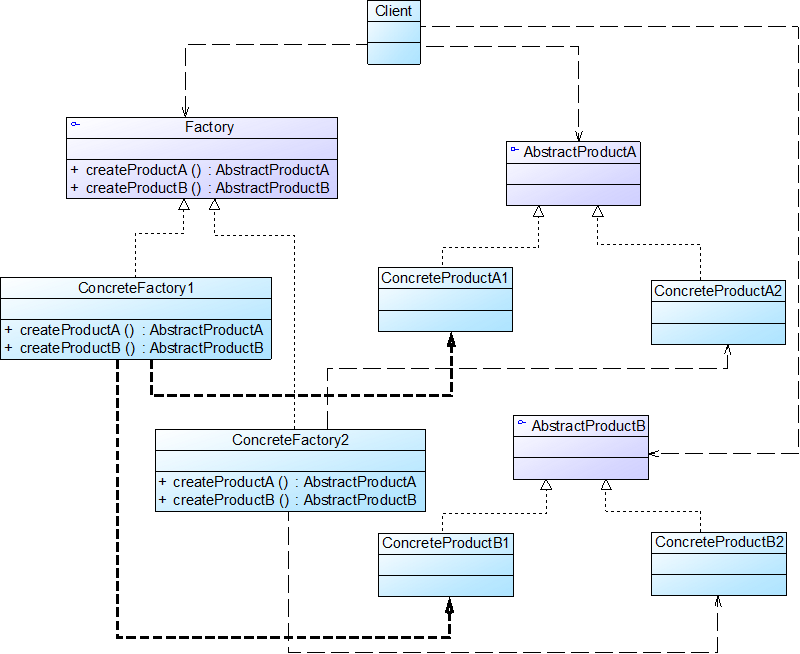 Client
Factory
+ createProductA () : AbstractProductA
+ createProductB () : AbstractProductB
AbstractProductA
ConcreteFactory1
+ createProductA () : AbstractProductA
+ createProductB () : AbstractProductB
ConcreteProductA1
ConcreteProductA2
ConcreteFactory2
+ createProductA () : AbstractProductA
+ createProductB () : AbstractProductB
AbstractProductB
ConcreteProductB1
ConcreteProductB2